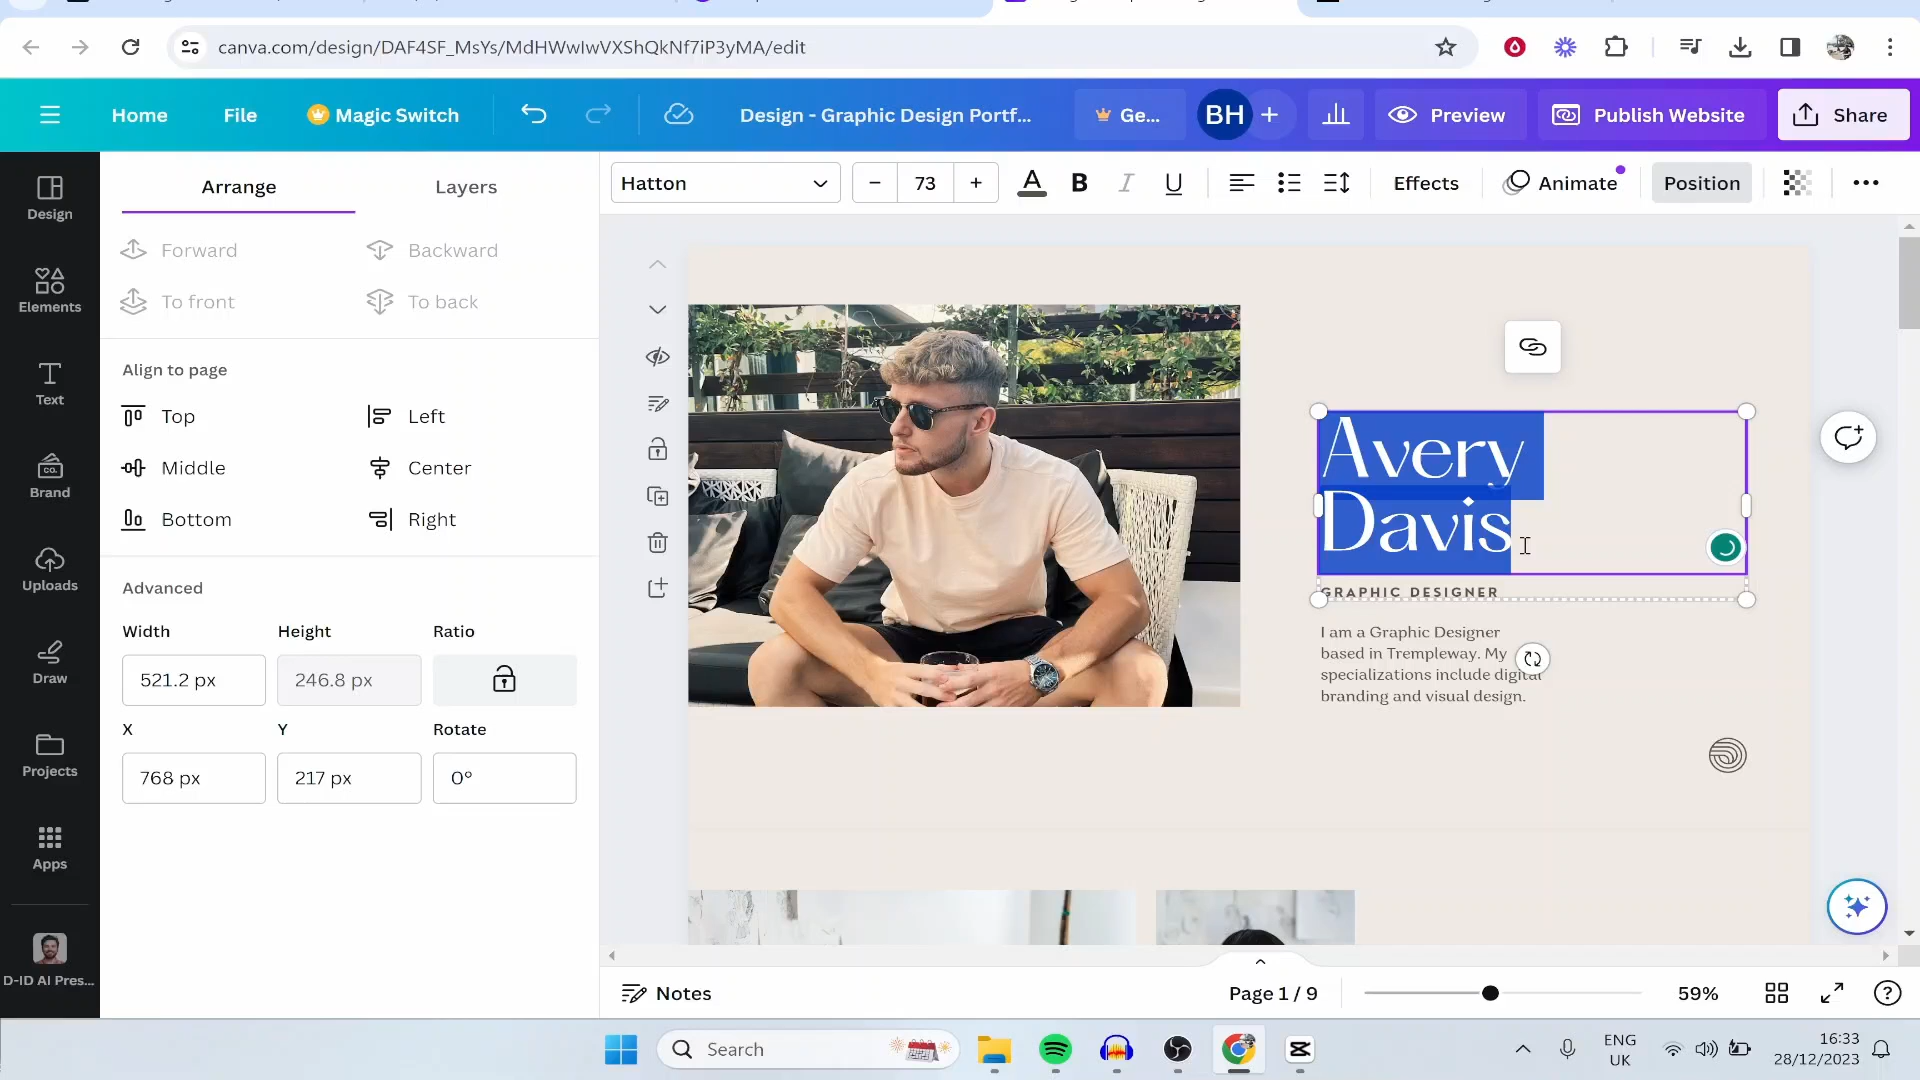 canva.com/design/DAF4SF_MsYs/MdHWwIwVXShQkNf7iP3yMA/edit
Home
File
Magic Switch
Design - Graphic Design Portf...
Ge...
BH
+
Preview
Publish Website
Share
Design
Elements
Text
CO.
Brand
Uploads
Draw
Projects
Apps
D-ID AI Pres...
Arrange
Layers
Forward
Backward
To front
To back
Align to page
Top
Left
Middle
Center
Bottom
Right
Advanced
Width
Height
Ratio
521.2 px
246.8 px
X
Y
Rotate
768 px
217 px
0°
Hatton
− 73 +
A
B
I
U
Effects
Animate
Position
Avery
Davis
GRAPHIC DESIGNER
I am a Graphic Designer
based in Trempleway. My
specializations include digital
branding and visual design.
Notes
Page 1 / 9
59%
Search
ENG
UK
16:33
28/12/2023